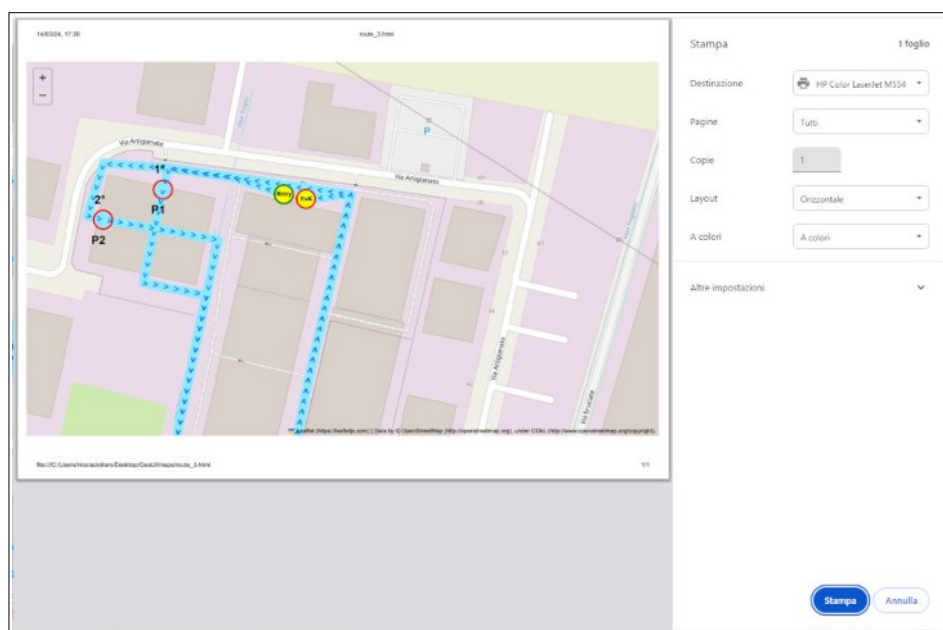 14/03/24, 17:28
route_3.html
+
−
Via Artigianato
Via Artigianato
P
1°
Entry
Exit
2°
P1
P2
Via Artigianato
Via Bruciate
Leaflet (https://leafletjs.com) | Data by © OpenStreetMap (http://openstreetmap.org), under ODbL (http://www.openstreetmap.org/copyright).
1/1
Stampa
1 foglio
Destinazione
HP Color LaserJet M554
Pagine
Tutti
Copie
1
Layout
Orizzontale
A colori
A colori
Altre impostazioni
Stampa
Annulla